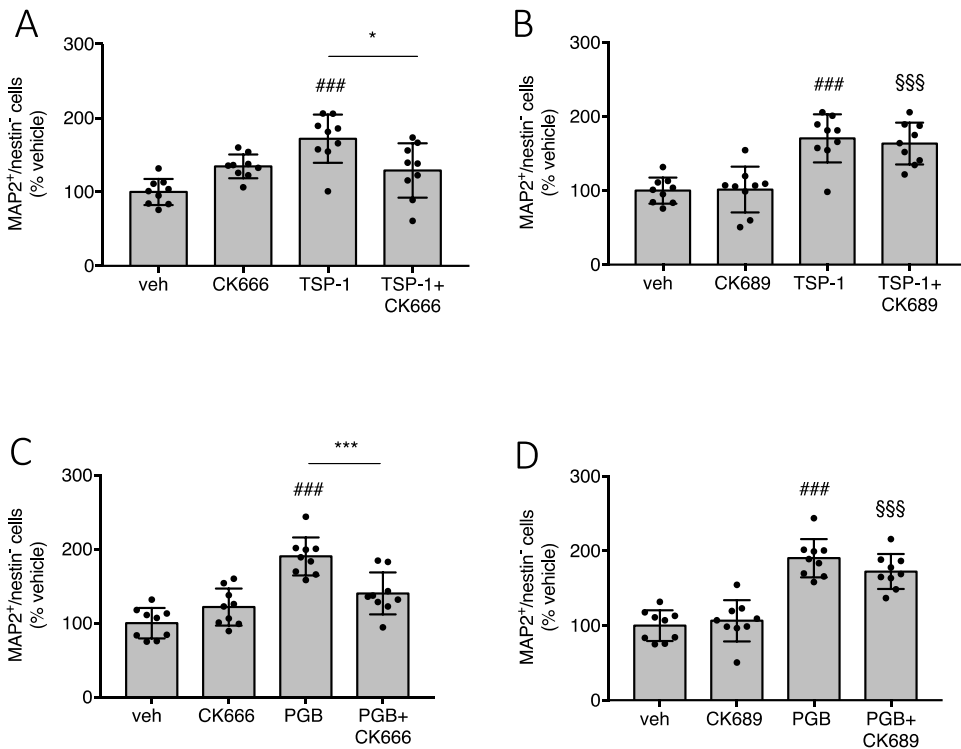 A
MAP2⁺/nestin⁻ cells
(% vehicle)
300
200
100
0
*
###
veh
CK666
TSP-1
TSP-1+
CK666
B
MAP2⁺/nestin⁻ cells
(% vehicle)
300
200
100
0
###
§§§
veh
CK689
TSP-1
TSP-1+
CK689
C
MAP2⁺/nestin⁻ cells
(% vehicle)
300
200
100
0
***
###
veh
CK666
PGB
PGB+
CK666
D
MAP2⁺/nestin⁻ cells
(% vehicle)
300
200
100
0
###
§§§
veh
CK689
PGB
PGB+
CK689